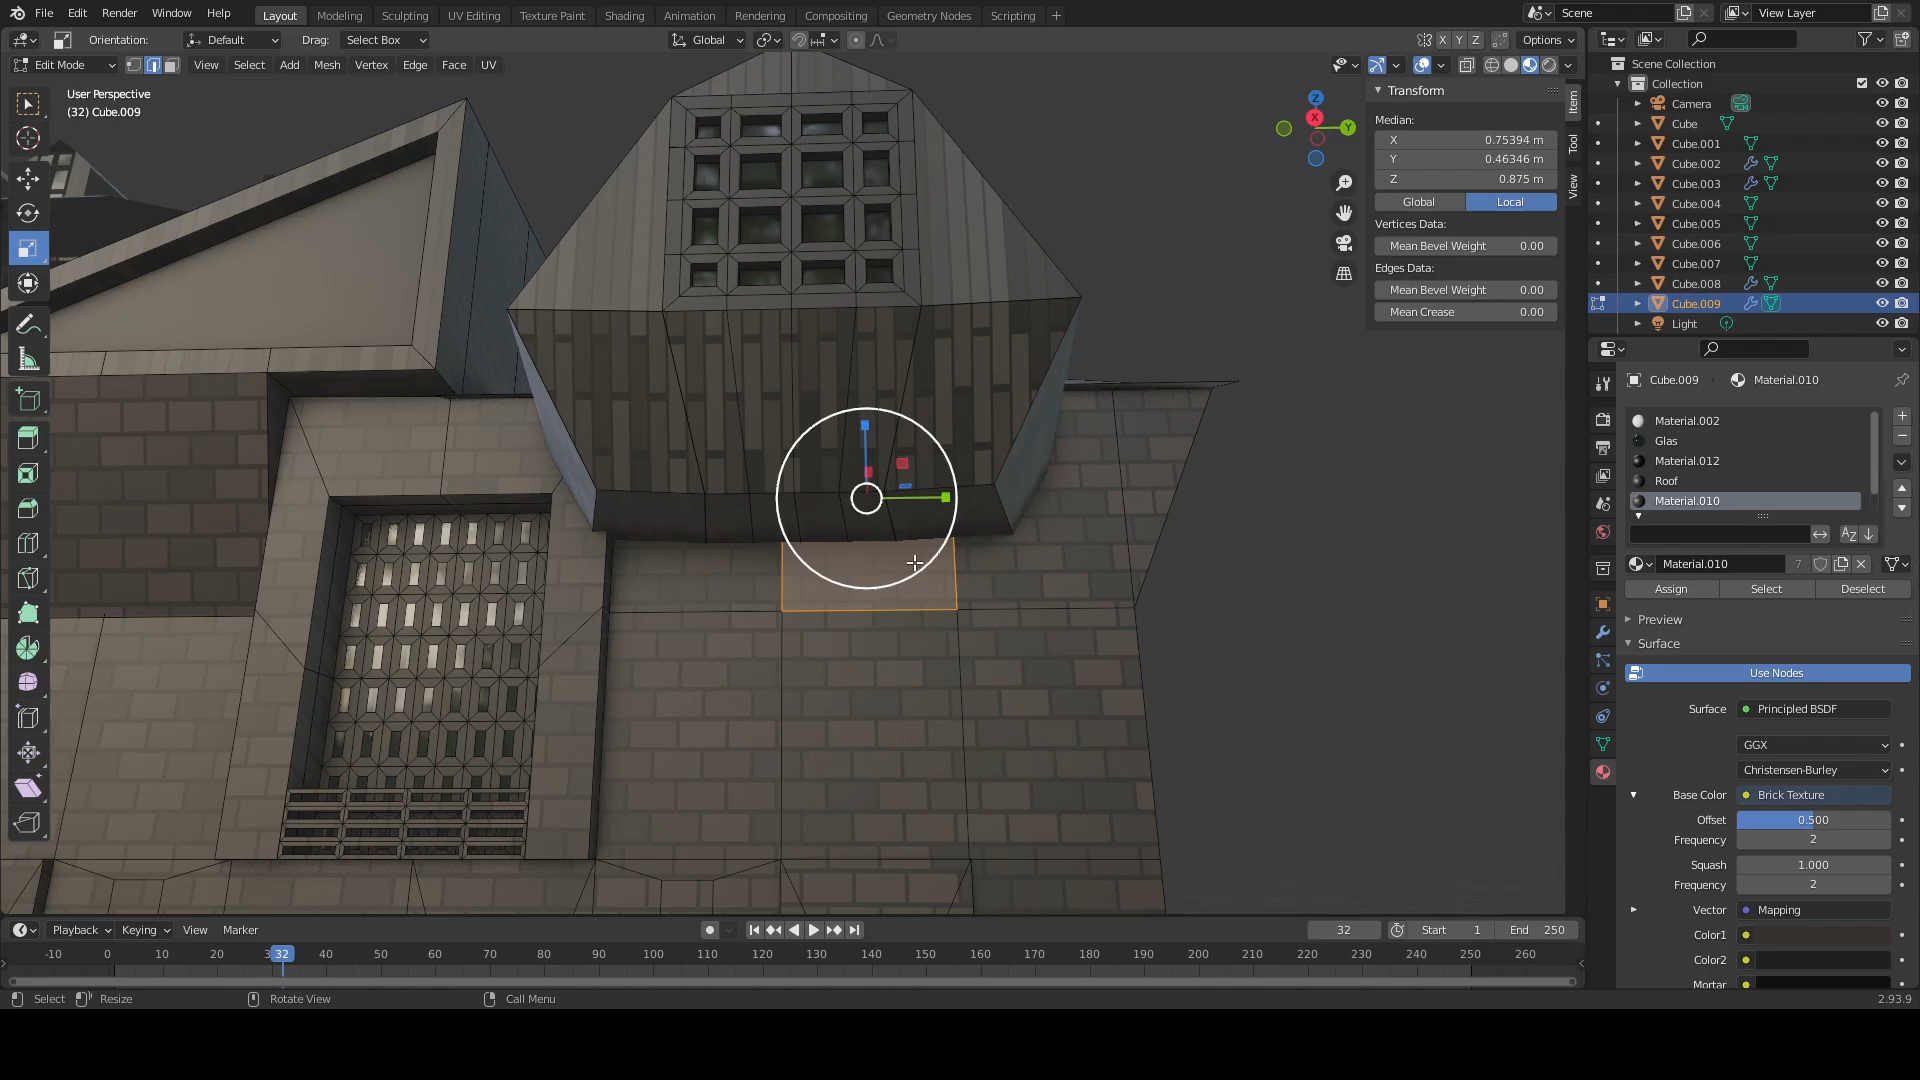 File Edit Render Window Help Layout Modeling Sculpting UV Editing Texture Paint Shading Animation Rendering Compositing Geometry Nodes Scripting + Scene View Layer
Orientation: Default Drag: Select Box Global X Y Z Options
Edit Mode View Select Add Mesh Vertex Edge Face UV
User Perspective
(32) Cube.009
Z
X
Y
Transform
Median:
X 0.75394 m
Y 0.46346 m
Z 0.875 m
Global Local
Vertices Data:
Mean Bevel Weight 0.00
Edges Data:
Mean Bevel Weight 0.00
Mean Crease 0.00
Item
Tool
View
Scene Collection
Collection
Camera
Cube
Cube.001
Cube.002
Cube.003
Cube.004
Cube.005
Cube.006
Cube.007
Cube.008
Cube.009
Light
Cube.009 Material.010
Material.002
Glas
Material.012
Roof
Material.010
Material.010 7
Assign Select Deselect
Preview
Surface
Use Nodes
Surface Principled BSDF
GGX
Christensen-Burley
Base Color Brick Texture
Offset 0.500
Frequency 2
Squash 1.000
Frequency 2
Vector Mapping
Color1
Color2
Mortar
Playback Keying View Marker 32 Start 1 End 250
-10 0 10 20 3 32 40 50 60 70 80 90 100 110 120 130 140 150 160 170 180 190 200 210 220 230 240 250 260
Select Resize Rotate View Call Menu 2.93.9